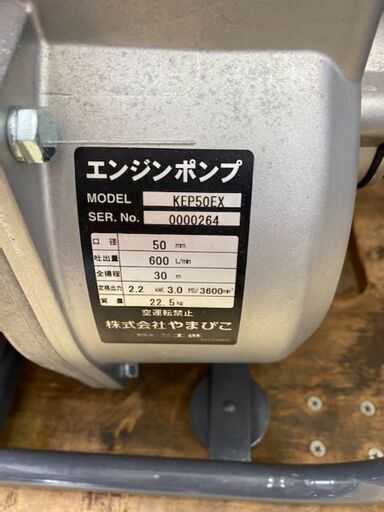 エンジンポンプ
MODEL KEP50EX
SER. No. 0000264
口径 50 mm
吐出量 600 L/min
全揚程 30 m
定格出力 2.2 kW/ 3.0 PS/3600min⁻¹
質量 22.5 kg
空運転禁止
株式会社やまびこ